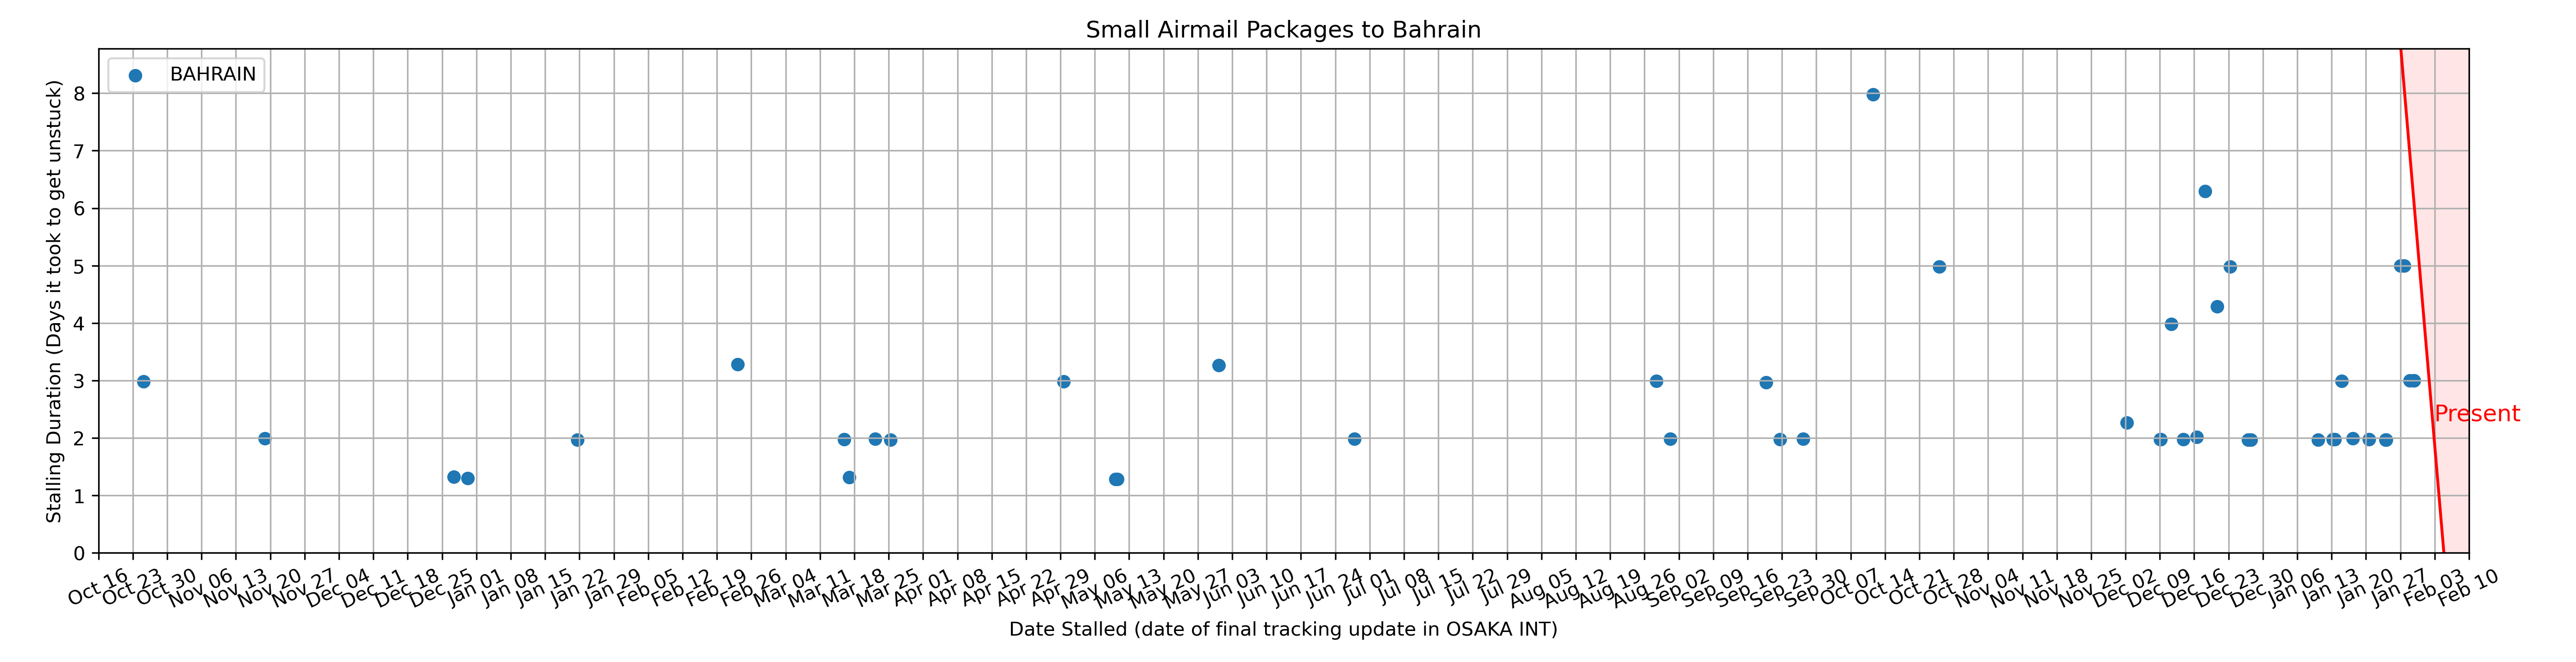 Small Airmail Packages to Bahrain
BAHRAIN
Stalling Duration (Days it took to get unstuck)
8
7
6
5
4
3
2
1
0
Present
Oct 16
Oct 23
Oct 30
Nov 06
Nov 13
Nov 20
Nov 27
Dec 04
Dec 11
Dec 18
Dec 25
Jan 01
Jan 08
Jan 15
Jan 22
Jan 29
Feb 05
Feb 12
Feb 19
Feb 26
Mar 04
Mar 11
Mar 18
Mar 25
Apr 01
Apr 08
Apr 15
Apr 22
Apr 29
May 06
May 13
May 20
May 27
Jun 03
Jun 10
Jun 17
Jun 24
Jul 01
Jul 08
Jul 15
Jul 22
Jul 29
Aug 05
Aug 12
Aug 19
Aug 26
Sep 02
Sep 09
Sep 16
Sep 23
Sep 30
Oct 07
Oct 14
Oct 21
Oct 28
Nov 04
Nov 11
Nov 18
Nov 25
Dec 02
Dec 09
Dec 16
Dec 23
Dec 30
Jan 06
Jan 13
Jan 20
Jan 27
Feb 03
Feb 10
Date Stalled (date of final tracking update in OSAKA INT)